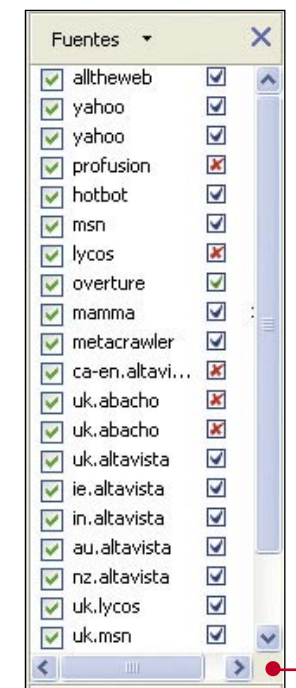 Fuentes
alltheweb
yahoo
yahoo
profusion
hotbot
msn
lycos
overture
mamma
metacrawler
ca-en.altavi...
uk.abacho
uk.abacho
uk.altavista
ie.altavista
in.altavista
au.altavista
nz.altavista
uk.lycos
uk.msn